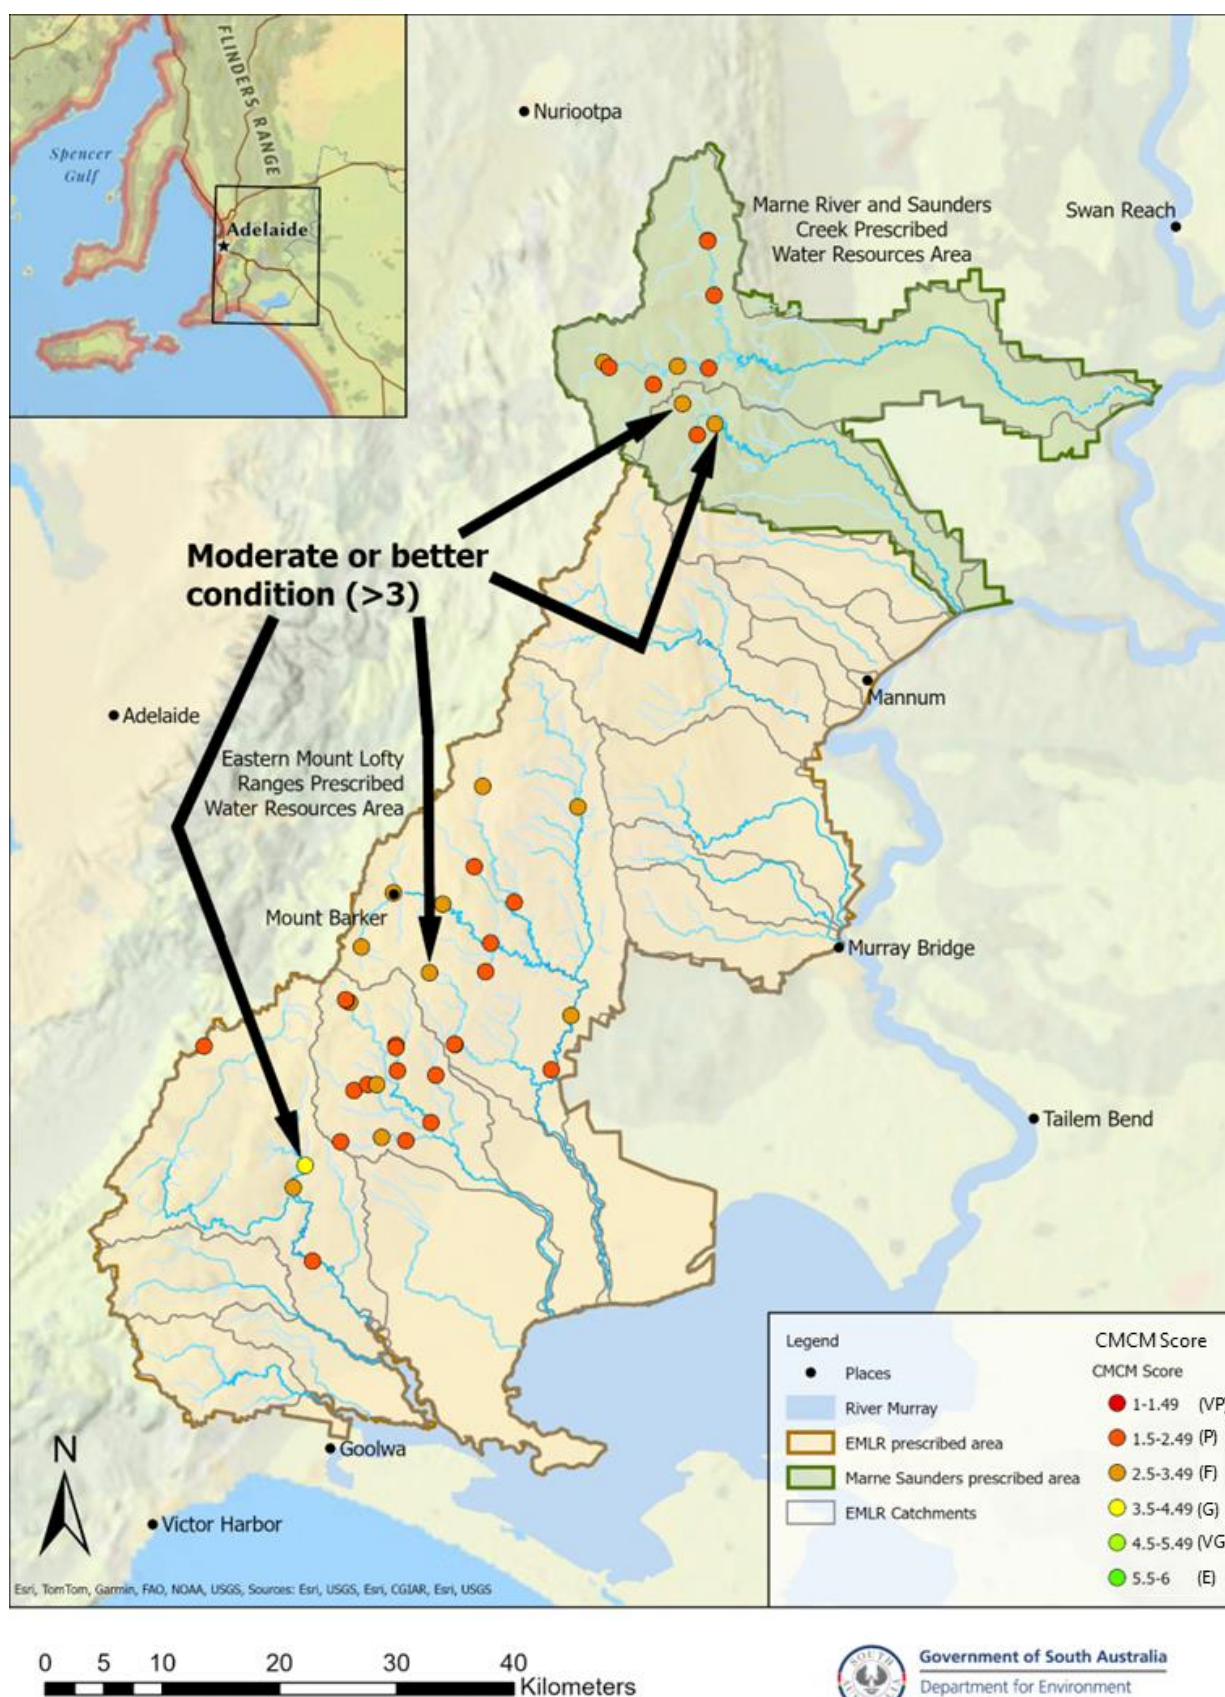 FLINDERS RANGE
Spencer
Gulf
Adelaide
Nuriootpa
Marne River and Saunders
Creek Prescribed
Water Resources Area
Swan Reach
Moderate or better
condition (>3)
Mannum
Adelaide
Eastern Mount Lofty
Ranges Prescribed
Water Resources Area
Mount Barker
Murray Bridge
Tailem Bend
Goolwa
Victor Harbor
N
Legend
Places
River Murray
EMLR prescribed area
Marne Saunders prescribed area
EMLR Catchments
CMCM Score
CMCM Score
1-1.49 (VP)
1.5-2.49 (P)
2.5-3.49 (F)
3.5-4.49 (G)
4.5-5.49 (VG
5.5-6 (E)
Esri, TomTom, Garmin, FAO, NOAA, USGS, Sources: Esri, USGS, Esri, CGIAR, Esri, USGS
0 5 10 20 30 40
Kilometers
SOUTH
Government of South Australia
Department for Environment